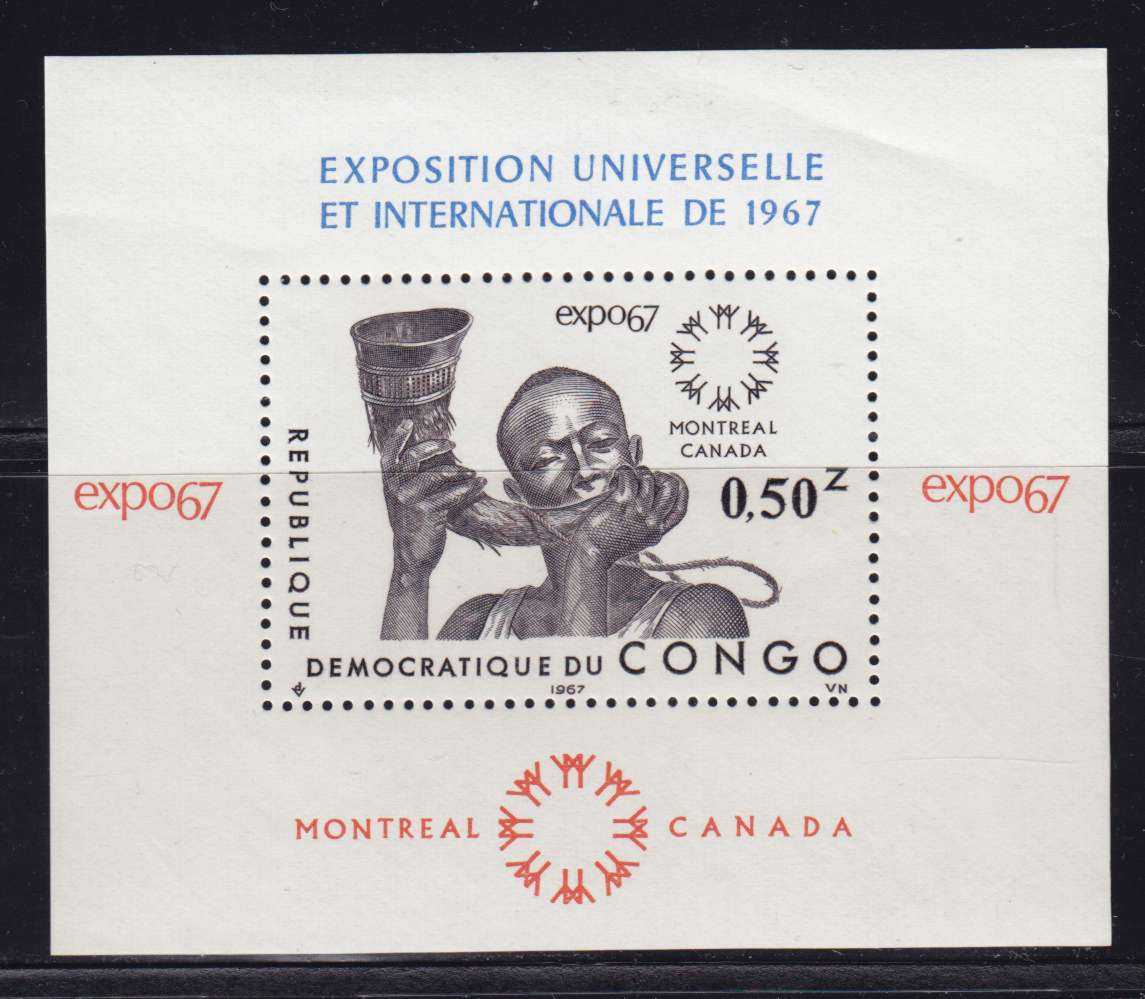 EXPOSITION UNIVERSELLE
ET INTERNATIONALE DE 1967
expo67
MONTREAL
CANADA
0,50Z
expo67
expo67
REPUBLIQUE
DEMOCRATIQUE DU CONGO
1967
VN
MONTREAL CANADA